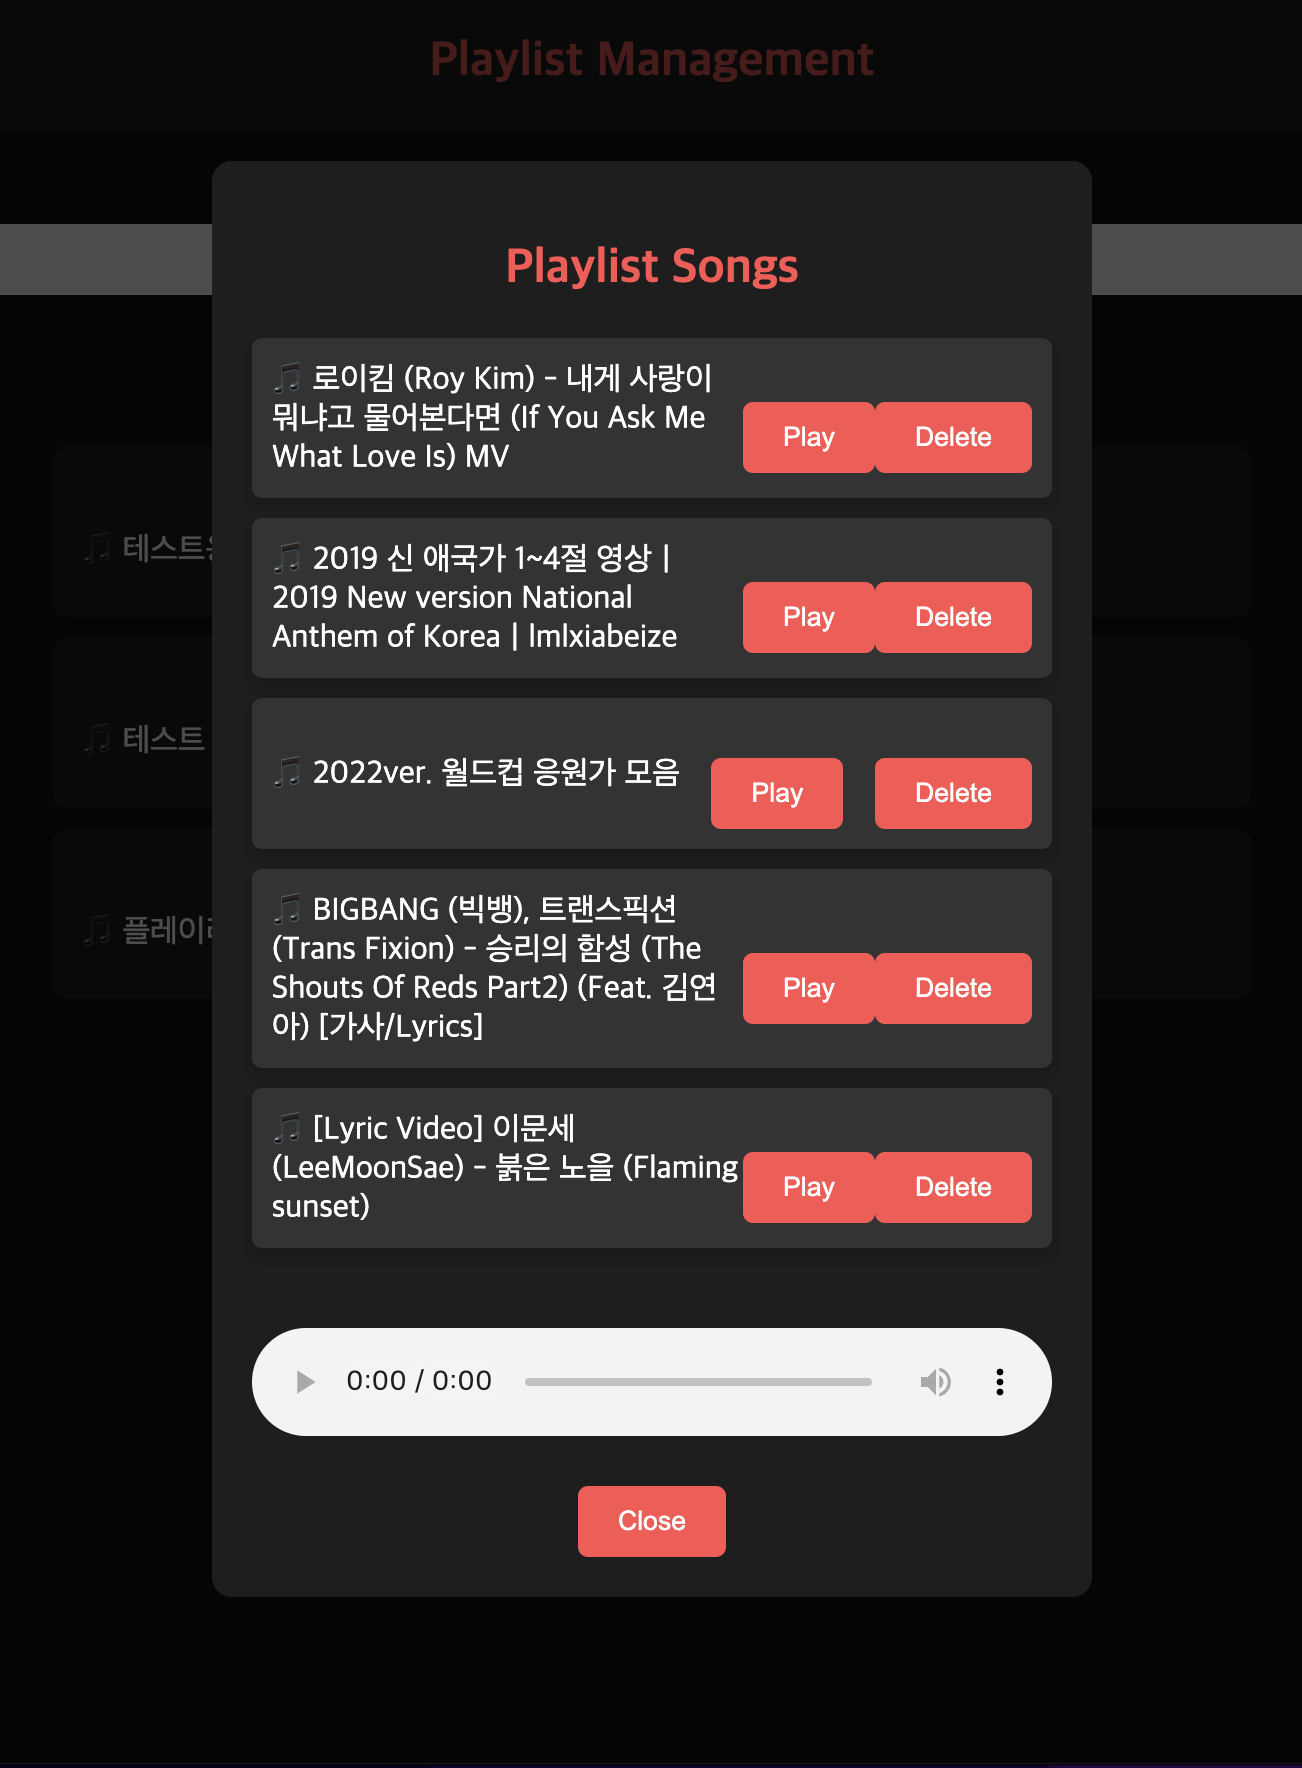 Playlist Management
Playlist Songs
🎵 로이킴 (Roy Kim) - 내게 사랑이
뭐냐고 물어본다면 (If You Ask Me
What Love Is) MV
Play
Delete
🎵 2019 신 애국가 1~4절 영상 |
2019 New version National
Anthem of Korea | lmlxiabeize
Play
Delete
🎵 2022ver. 월드컵 응원가 모음
Play
Delete
🎵 BIGBANG (빅뱅), 트랜스픽션
(Trans Fixion) - 승리의 함성 (The
Shouts Of Reds Part2) (Feat. 김연
아) [가사/Lyrics]
Play
Delete
🎵 [Lyric Video] 이문세
(LeeMoonSae) - 붉은 노을 (Flaming
sunset)
Play
Delete
0:00 / 0:00
Close
🎵 테스트
🎵 테스트
🎵 플레이